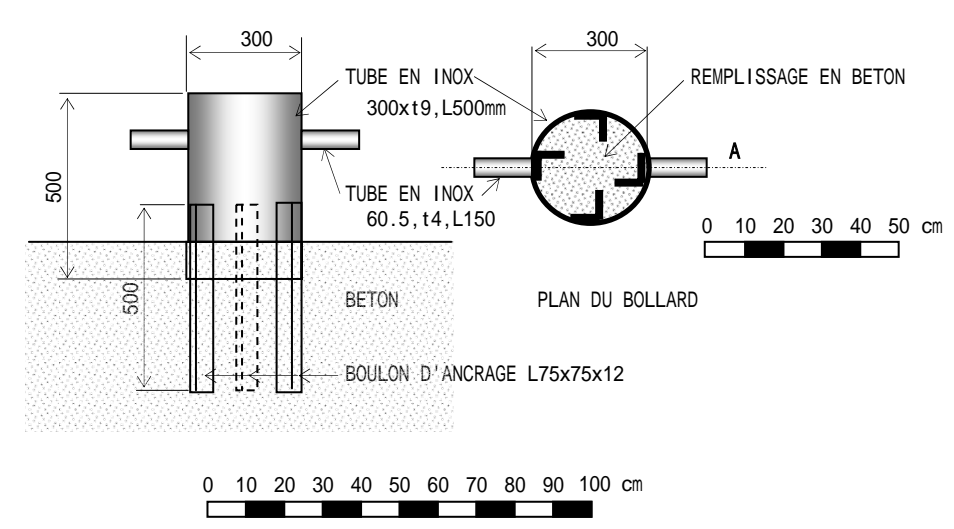 300
300
TUBE EN INOX
300xt9,L500mm
REMPLISSAGE EN BETON
A
500
TUBE EN INOX
60.5,t4,L150
0 10 20 30 40 50 cm
500
BETON
PLAN DU BOLLARD
BOULON D'ANCRAGE L75x75x12
0 10 20 30 40 50 60 70 80 90 100 cm